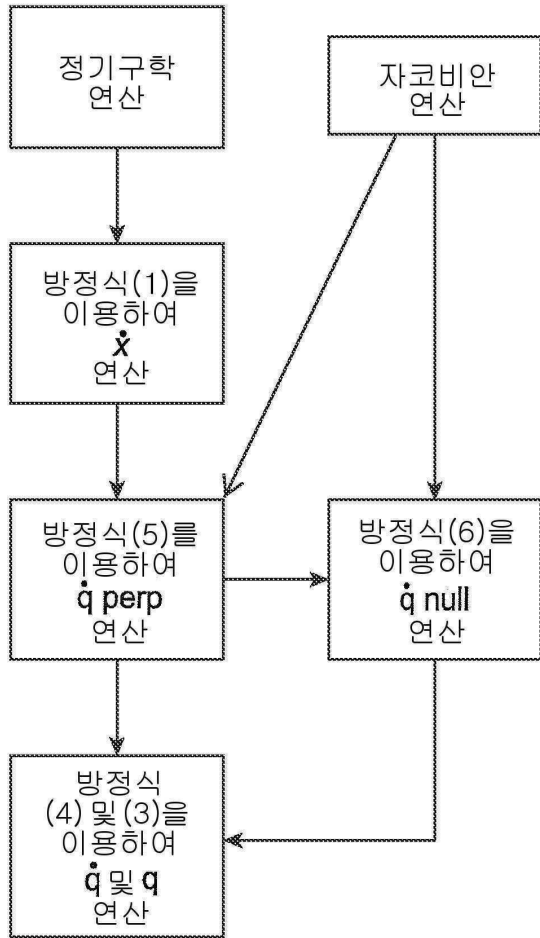 정기구학
연산
자코비안
연산
방정식(1)을
이용하여
ẋ
연산
방정식(5)를
이용하여
q̇ perp
연산
방정식(6)을
이용하여
q̇ null
연산
방정식
(4) 및 (3)을
이용하여
q̇ 및 q
연산